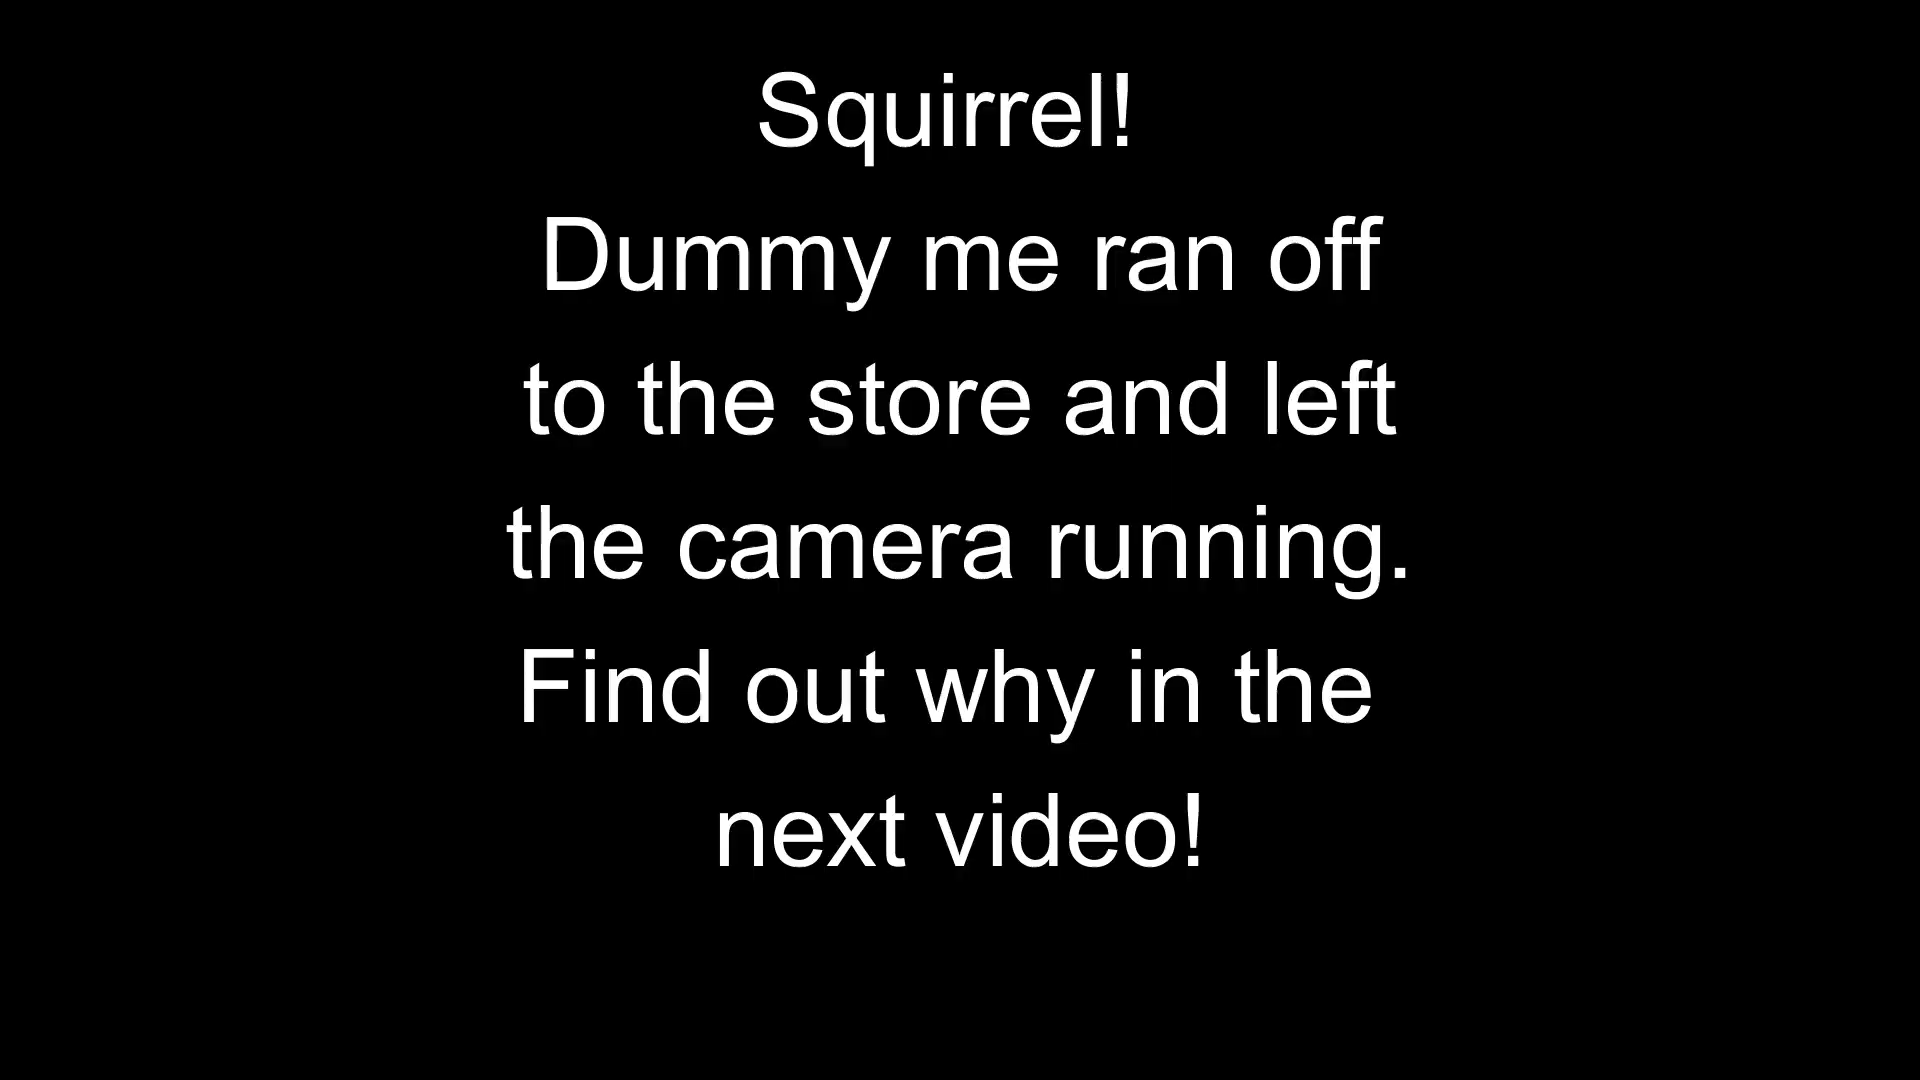 Squirrel!
Dummy me ran off
to the store and left
the camera running.
Find out why in the
next video!